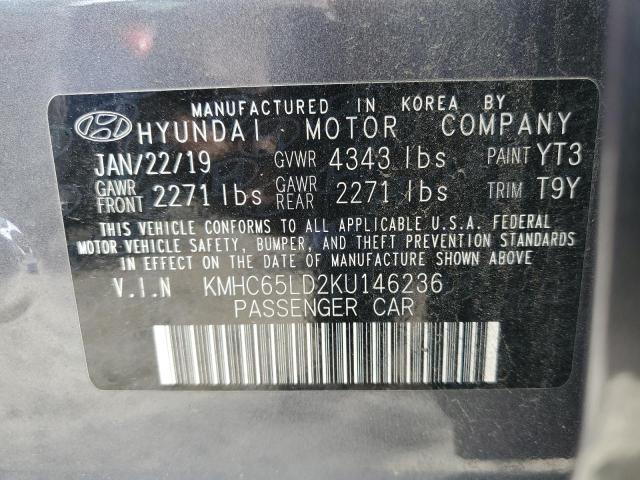 MANUFACTURED IN KOREA BY
HYUNDAI MOTOR COMPANY
JAN/22/19 GVWR 4343 lbs PAINT YT3
GAWR FRONT 2271 lbs GAWR REAR 2271 lbs TRIM T9Y
THIS VEHICLE CONFORMS TO ALL APPLICABLE U.S.A. FEDERAL
MOTOR VEHICLE SAFETY, BUMPER, AND THEFT PREVENTION STANDARDS
IN EFFECT ON THE DATE OF MANUFACTURE SHOWN ABOVE.
V.I.N KMHC65LD2KU146236
PASSENGER CAR